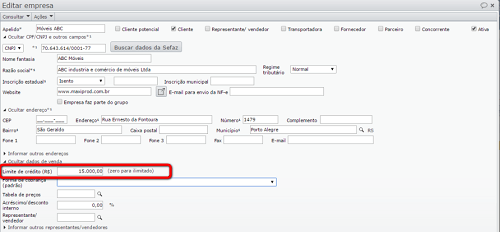 Editar empresa
Consultar Ações
Apelido* Móveis ABC Cliente potencial Cliente Representante/ vendedor Transportadora Fornecedor Parceiro Concorrente Ativa
Ocultar CPF/CNPJ e outros campos**
CNPJ ** 70.643.614/0001-77 Buscar dados da Sefaz
Nome fantasia ABC Móveis
Razão social** ABC industria e comércio de móveis Ltda Regime tributário Normal
Inscrição estadual** Isento Inscrição municipal
Website www.maxiprod.com.br E-mail para envio da NF-e
Empresa faz parte do grupo
Ocultar endereço**
CEP __.___-___ Endereço* Rua Ernesto da Fontoura Número* 1479 Complemento
Bairro* São Geraldo Caixa postal Município* Porto Alegre RS
Fone 1 Fone 2 Fone 3 Fax E-mail
Informar outros endereços
Ocultar dados de venda
Limite de crédito (R$) 15.000,00 (zero para ilimitado)
Forma de cobrança (padrão)
Tabela de preços
Acréscimo/desconto interno 0,00 %
Representante/ vendedor
Informar outros representantes/vendedores